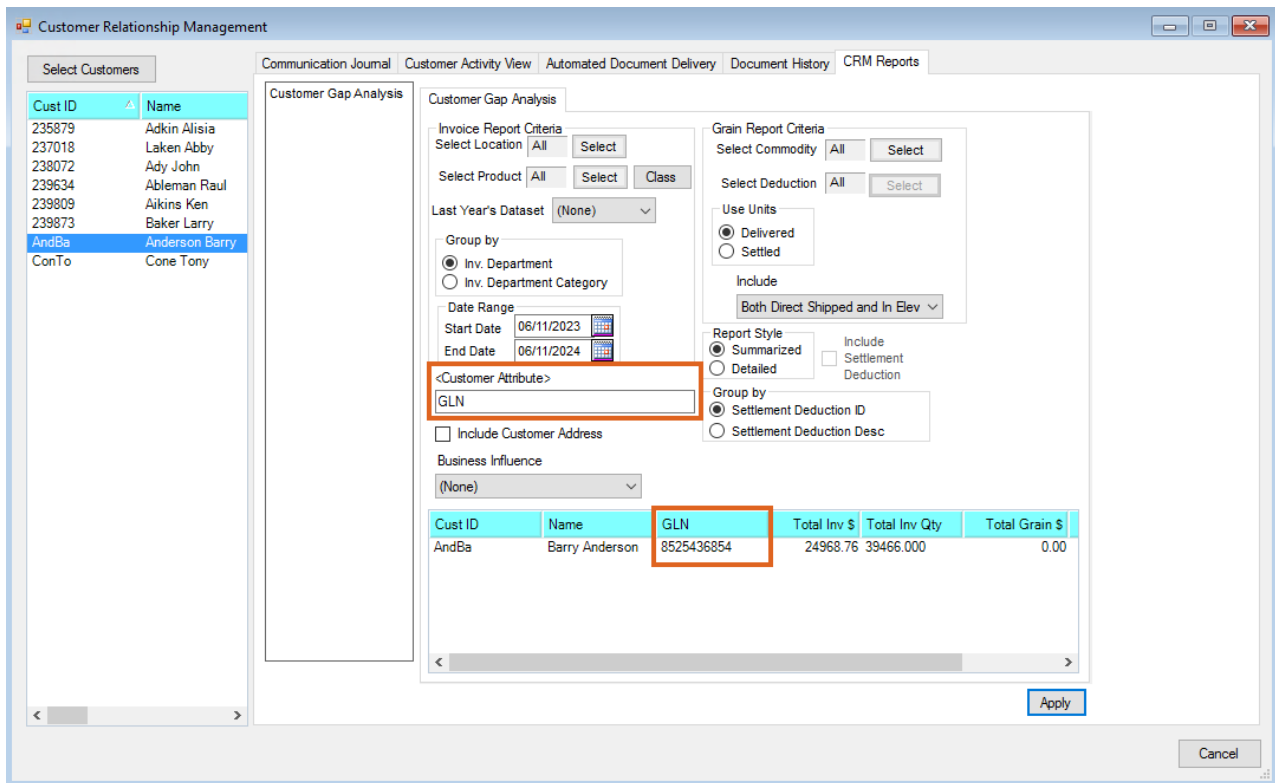 Customer Relationship Management
Select Customers
Cust ID Name
235879 Adkin Alisia
237018 Laken Abby
238072 Ady John
239634 Ableman Raul
239809 Aikins Ken
239873 Baker Larry
AndBa Anderson Barry
ConTo Cone Tony
Communication Journal Customer Activity View Automated Document Delivery Document History CRM Reports
Customer Gap Analysis
Customer Gap Analysis
Invoice Report Criteria
Select Location All Select
Select Product All Select Class
Last Year's Dataset (None)
Group by
Inv. Department
Inv. Department Category
Date Range
Start Date 06/11/2023
End Date 06/11/2024
<Customer Attribute>
GLN
Include Customer Address
Business Influence
(None)
Grain Report Criteria
Select Commodity All Select
Select Deduction All Select
Use Units
Delivered
Settled
Include
Both Direct Shipped and In Elev
Report Style
Summarized
Detailed
Include
Settlement
Deduction
Group by
Settlement Deduction ID
Settlement Deduction Desc
Cust ID Name GLN Total Inv $ Total Inv Qty Total Grain $
AndBa Barry Anderson 8525436854 24968.76 39466.000 0.00
Apply
Cancel